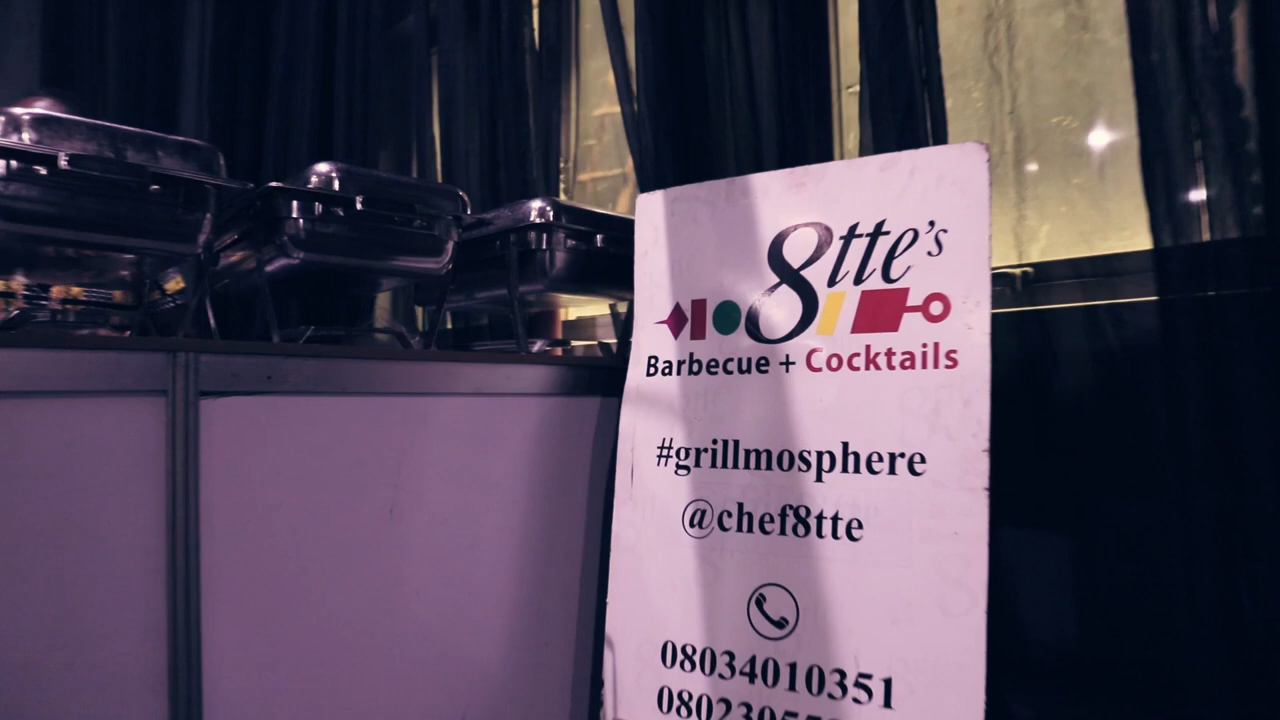 8tte's
Barbecue + Cocktails
#grillmosphere
@chef8tte
08034010351